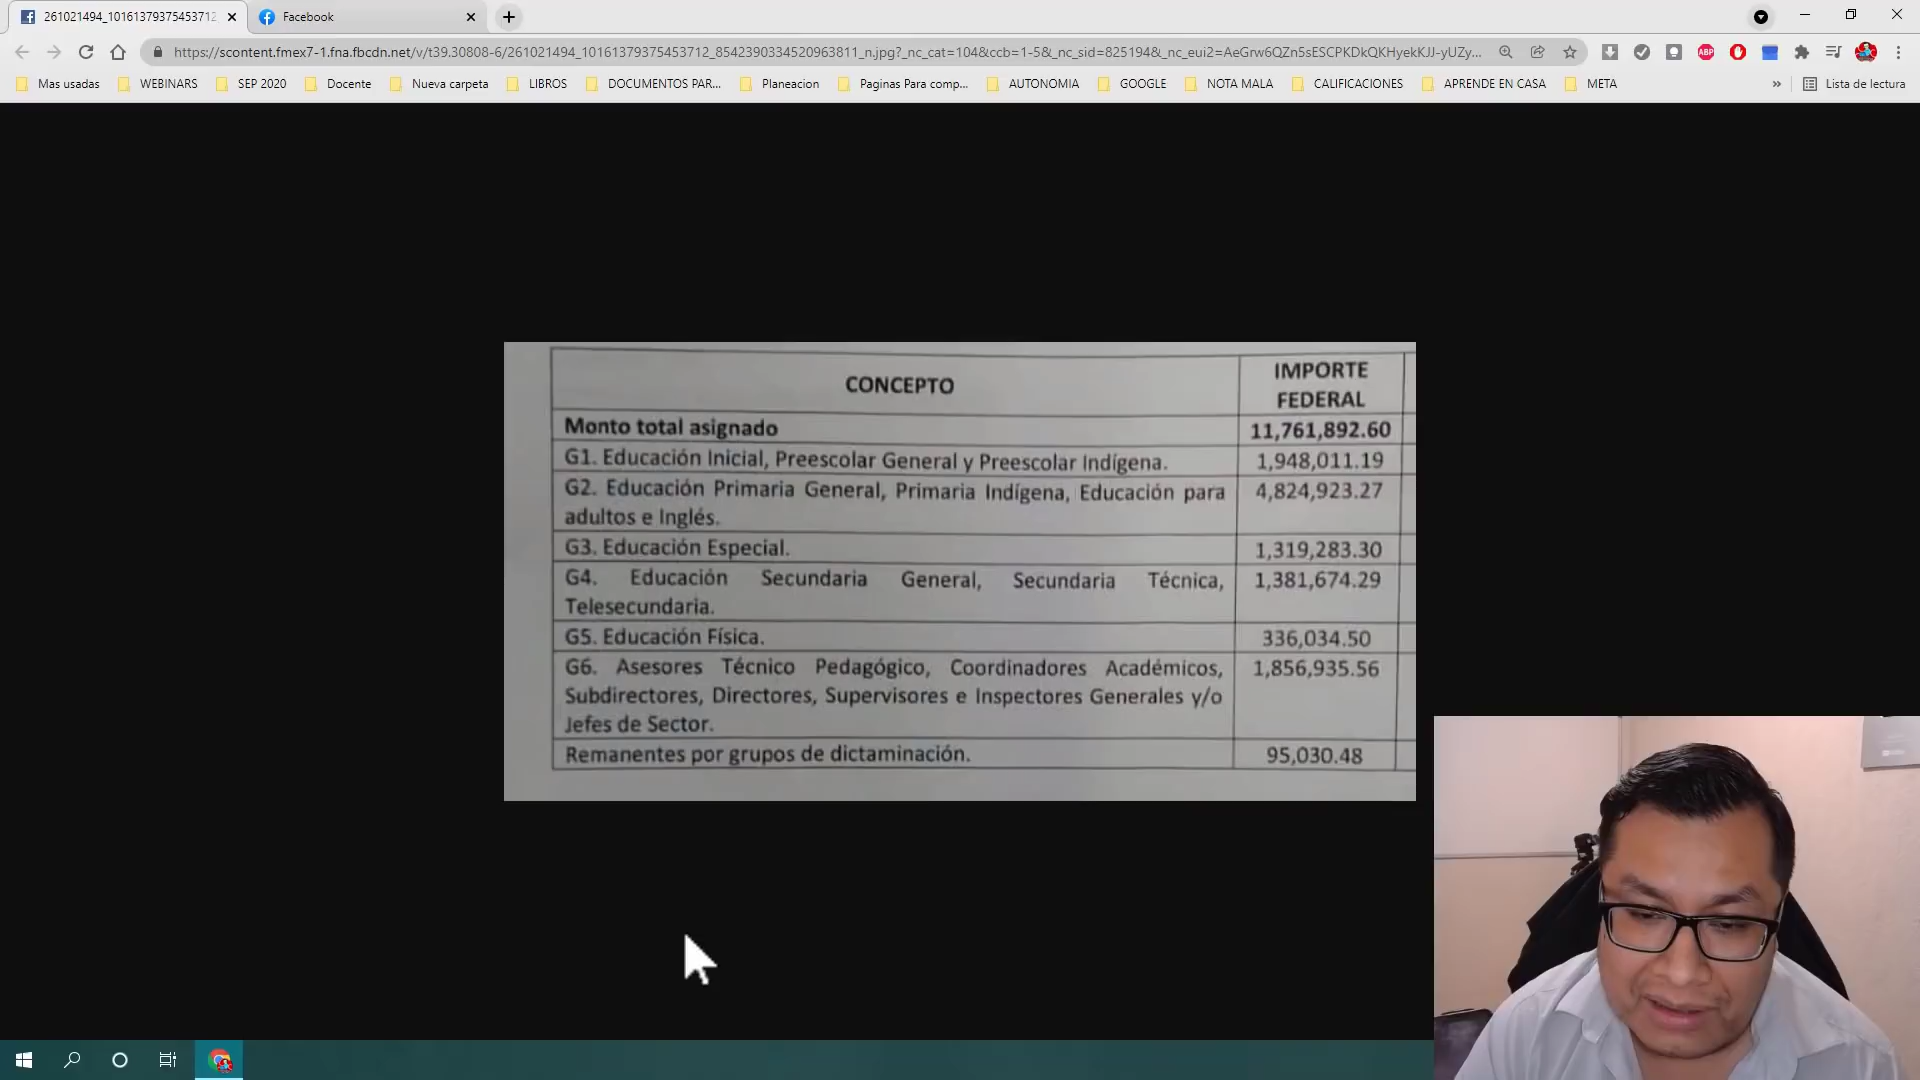 261021494_10161379375453712
Facebook
https://scontent.fmex7-1.fna.fbcdn.net/v/t39.30808-6/261021494_10161379375453712_8542390334520963811_n.jpg?_nc_cat=104&ccb=1-5&_nc_sid=825194&_nc_eui2=AeGrw6QZn5sESCPKDkQKHyekKJJ-yUZy...
Mas usadas
WEBINARS
SEP 2020
Docente
Nueva carpeta
LIBROS
DOCUMENTOS PAR...
Planeacion
Paginas Para comp...
AUTONOMIA
GOOGLE
NOTA MALA
CALIFICACIONES
APRENDE EN CASA
META
»
Lista de lectura
ABP
CONCEPTO
IMPORTE
FEDERAL
Monto total asignado 11,761,892.60
G1. Educación Inicial, Preescolar General y Preescolar Indígena. 1,948,011.19
G2. Educación Primaria General, Primaria Indígena, Educación para 4,824,923.27
adultos e Inglés.
G3. Educación Especial. 1,319,283.30
G4. Educación Secundaria General, Secundaria Técnica, 1,381,674.29
Telesecundaria.
G5. Educación Física. 336,034.50
G6. Asesores Técnico Pedagógico, Coordinadores Académicos, 1,856,935.56
Subdirectores, Directores, Supervisores e Inspectores Generales y/o
Jefes de Sector.
Remanentes por grupos de dictaminación. 95,030.48